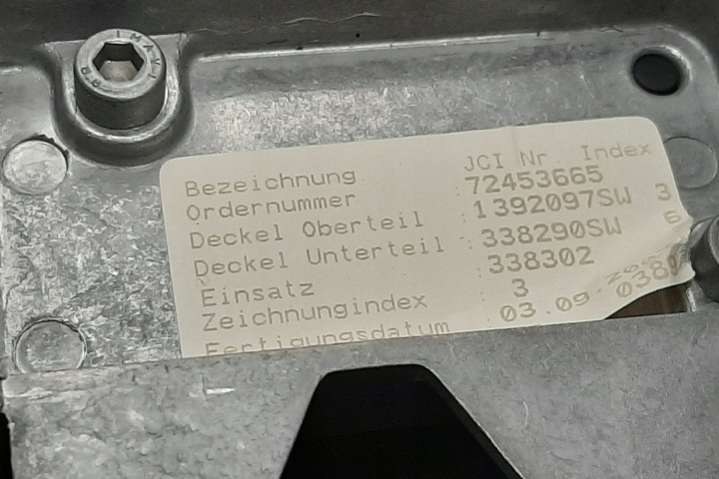 JCI Nr. Index
Bezeichnung
Ordernummer : 72453665
Deckel Oberteil : 1392097SW 3
Deckel Unterteil : 338290SW 6
Einsatz : 338302
Zeichnungindex : 3
Fertigungsdatum : 03.09.